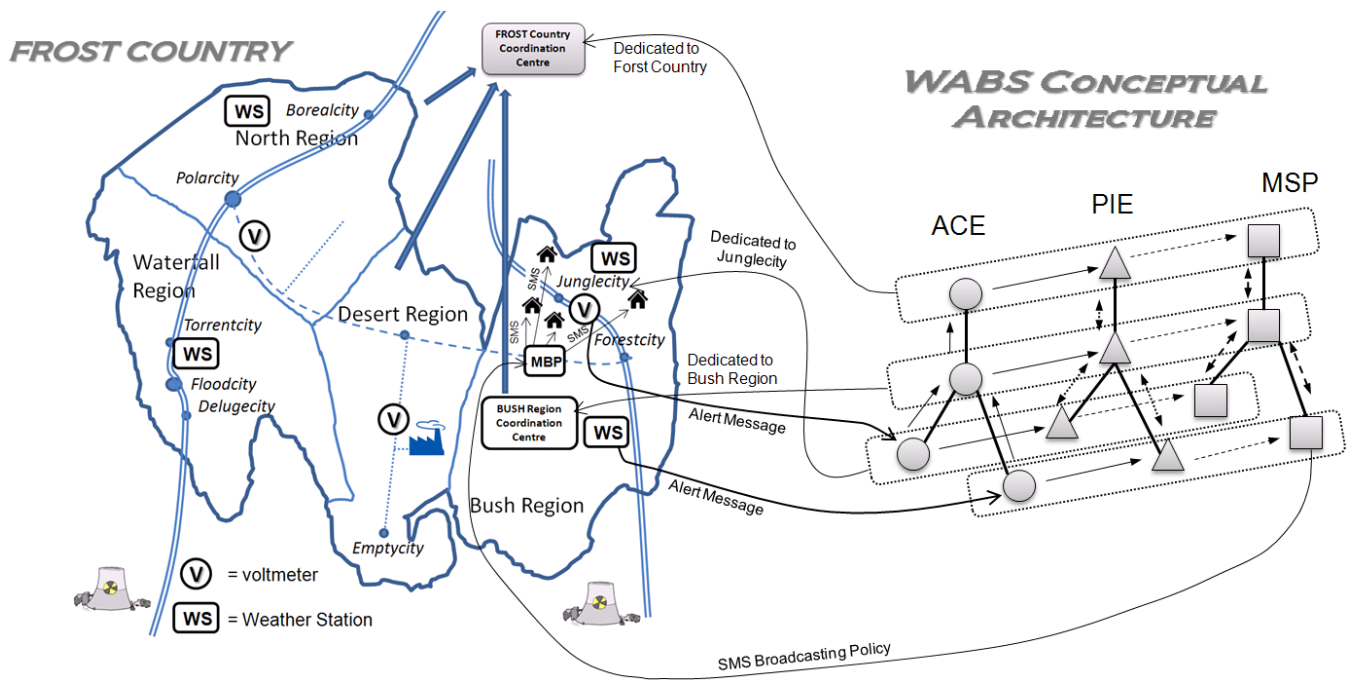 FROST COUNTRY
FROST Country
Coordination
Centre
Dedicated to
Forst Country
WABS Conceptual
Architecture
WS
Borealcity
North Region
Polarcity
V
Waterfall
Region
Torrentcity
WS
Floodcity
Delugecity
Desert Region
V
Emptycity
WS
Junglecity
SMS
V
SMS
SMS
Forestcity
MBP
BUSH Region
Coordination
Centre
WS
Bush Region
Dedicated to
Junglecity
Dedicated to
Bush Region
Alert Message
Alert Message
ACE
PIE
MSP
V = voltmeter
WS = Weather Station
SMS Broadcasting Policy